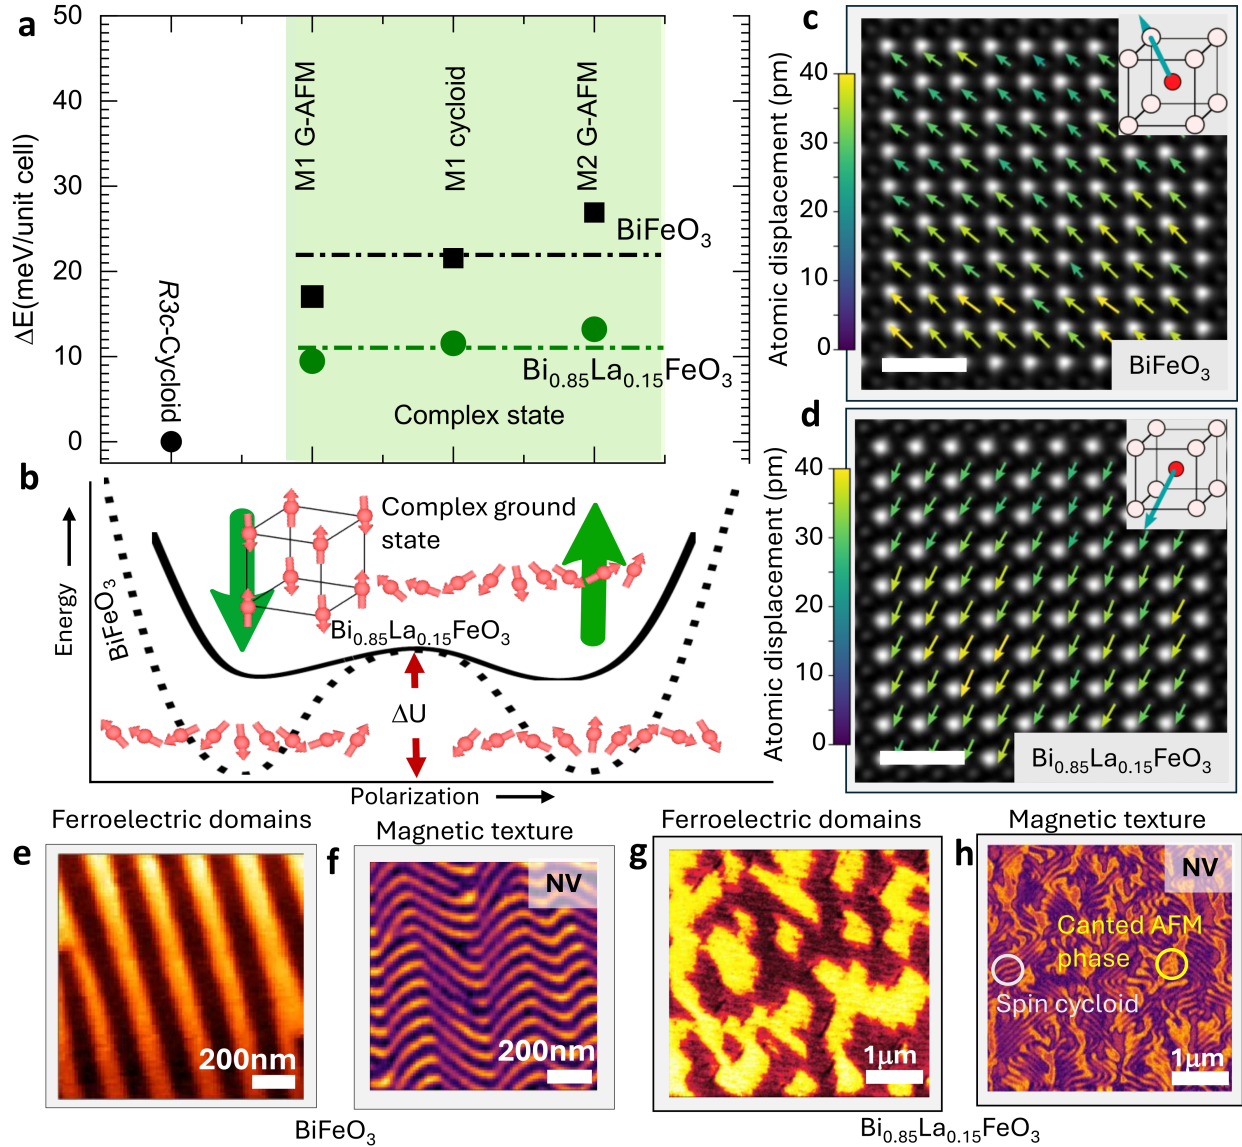 a
50
40
30
20
10
0
ΔE(meV/unit cell)
R3c-Cycloid
M1 G-AFM
M1 cycloid
M2 G-AFM
BiFeO₃
Bi₀.₈₅La₀.₁₅FeO₃
Complex state
b
Energy
BiFeO₃
Complex ground
state
Bi₀.₈₅La₀.₁₅FeO₃
ΔU
Polarization
c
Atomic displacement (pm)
40
30
20
10
0
BiFeO₃
d
Atomic displacement (pm)
40
30
20
10
0
Bi₀.₈₅La₀.₁₅FeO₃
Ferroelectric domains
e
200nm
Magnetic texture
f
NV
200nm
BiFeO₃
Ferroelectric domains
g
1μm
Magnetic texture
h
NV
Canted AFM
phase
Spin cycloid
1μm
Bi₀.₈₅La₀.₁₅FeO₃